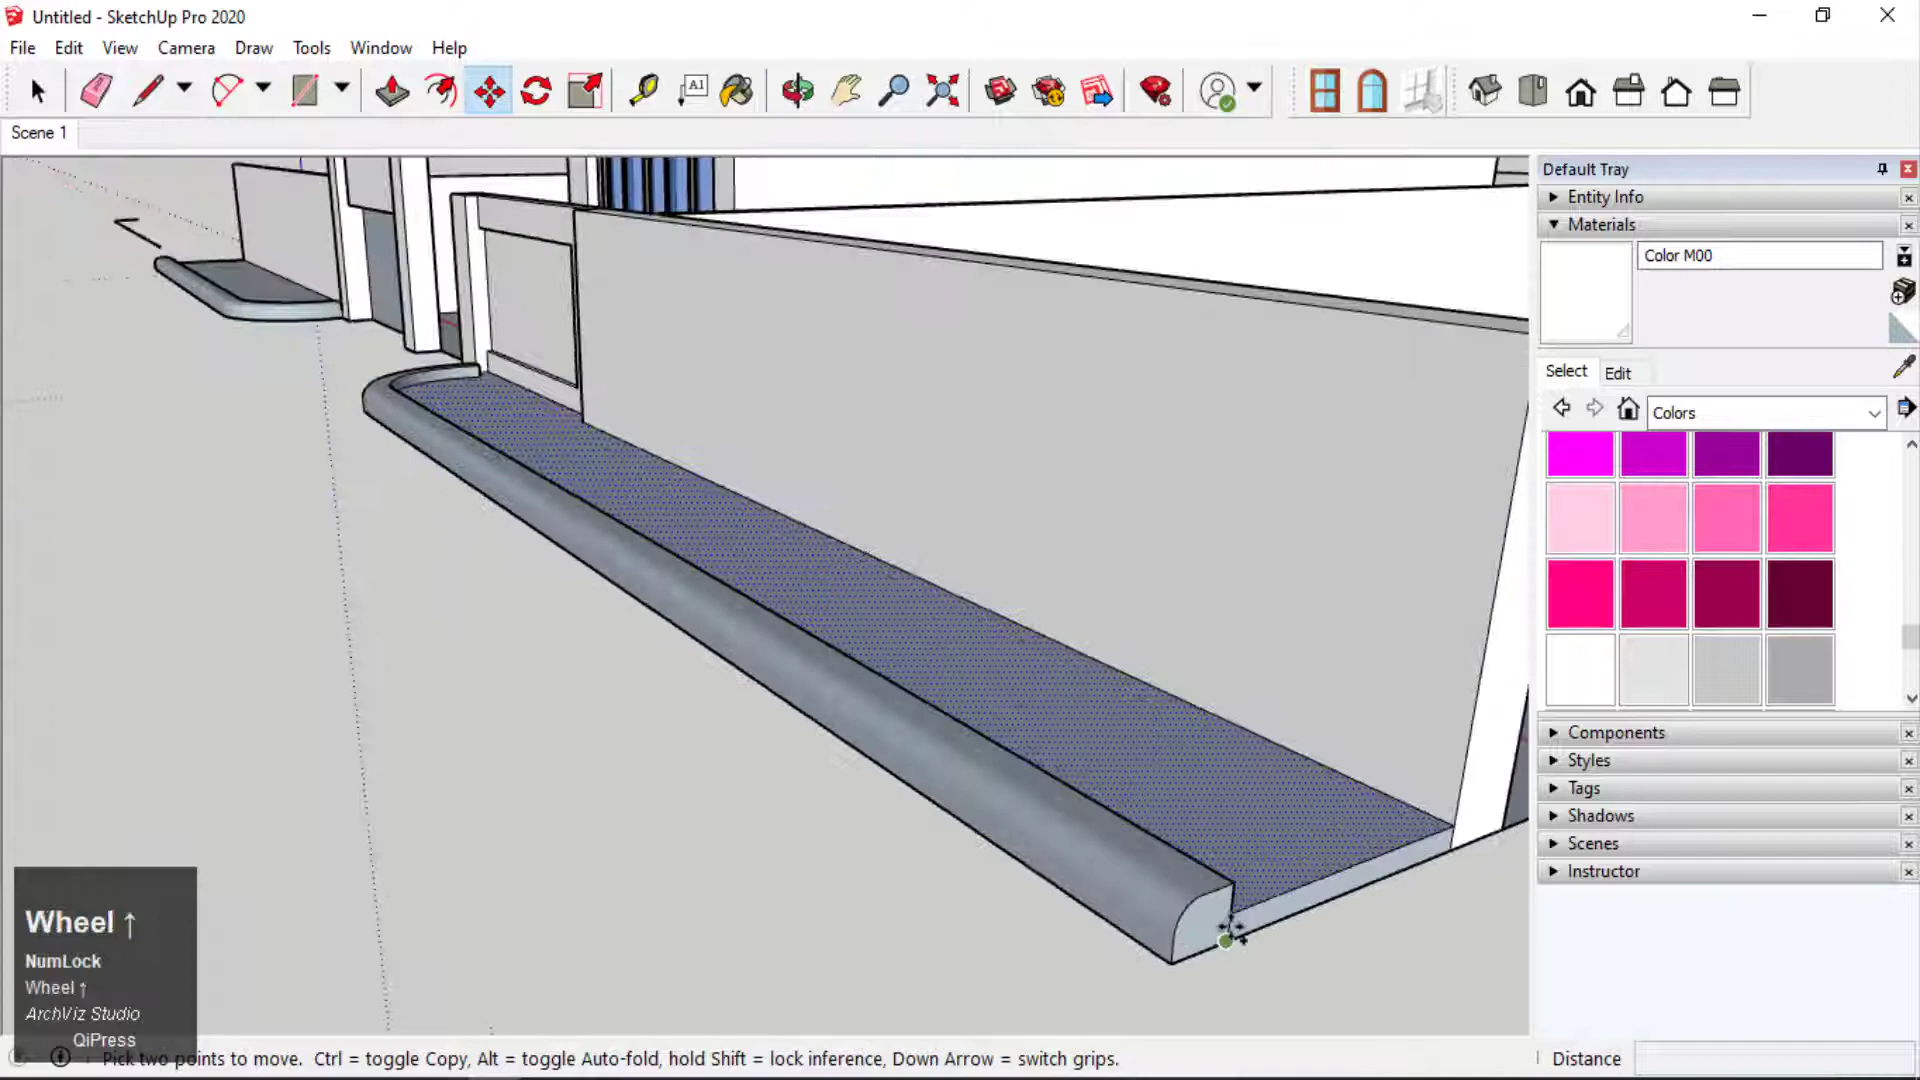 Untitled - SketchUp Pro 2020
File Edit View Camera Draw Tools Window Help
A1
Scene 1
Default Tray
Entity Info
Materials
Color M00
Select Edit
Colors
Components
Styles
Tags
Shadows
Scenes
Instructor
Wheel ↑
NumLock
Wheel ↑
ArchViz Studio
QiPress
Pick two points to move. Ctrl = toggle Copy, Alt = toggle Auto-fold, hold Shift = lock inference, Down Arrow = switch grips.
Distance